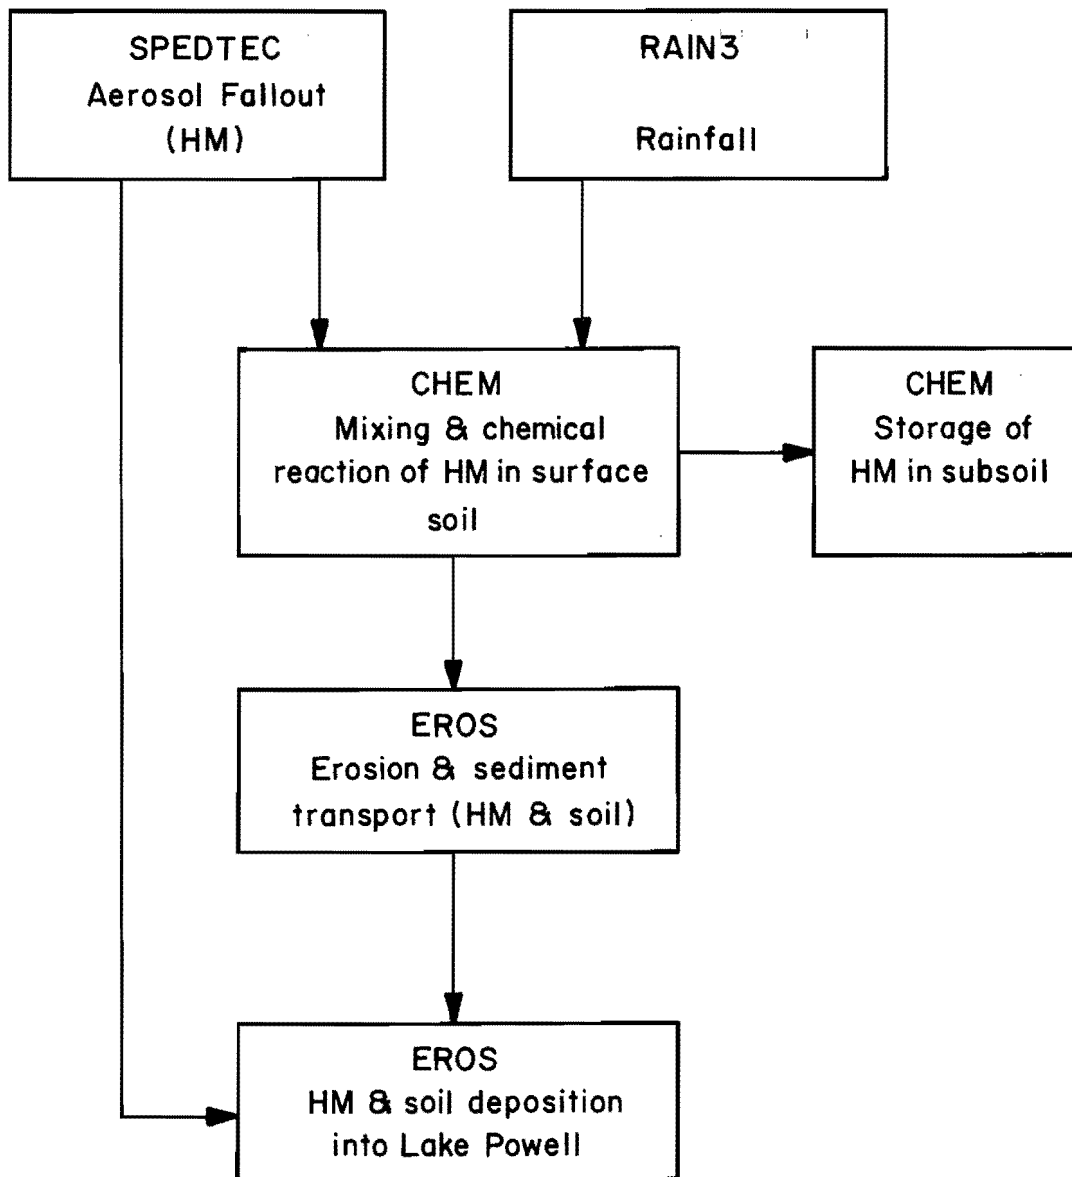 SPEDTEC
Aerosol Fallout
(HM)
RAIN3
Rainfall
CHEM
Mixing & chemical
reaction of HM in surface
soil
CHEM
Storage of
HM in subsoil
EROS
Erosion & sediment
transport (HM & soil)
EROS
HM & soil deposition
into Lake Powell